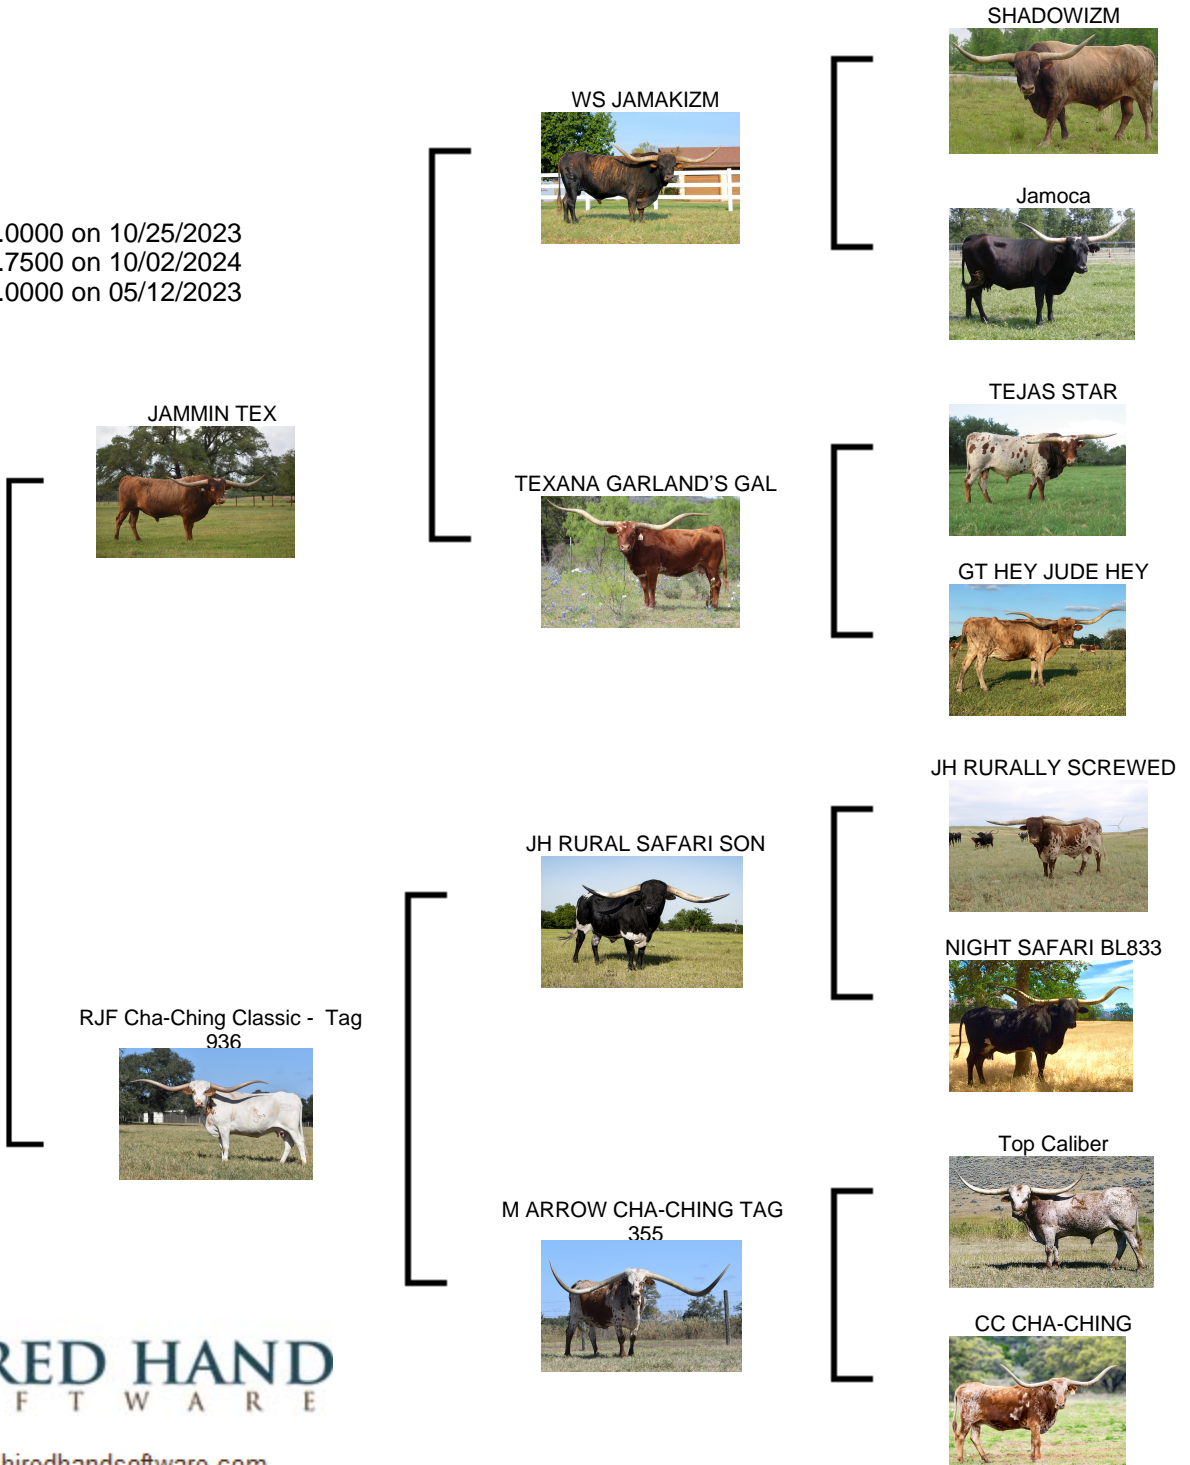 SHADOWIZM
WS JAMAKIZM
Jamoca
.0000 on 10/25/2023
.7500 on 10/02/2024
.0000 on 05/12/2023
TEJAS STAR
JAMMIN TEX
TEXANA GARLAND'S GAL
GT HEY JUDE HEY
JH RURALLY SCREWED
JH RURAL SAFARI SON
NIGHT SAFARI BL833
RJF Cha-Ching Classic - Tag
936
Top Caliber
M ARROW CHA-CHING TAG
355
CC CHA-CHING
RED HAND
F T W A R E
hiredhandsoftware.com